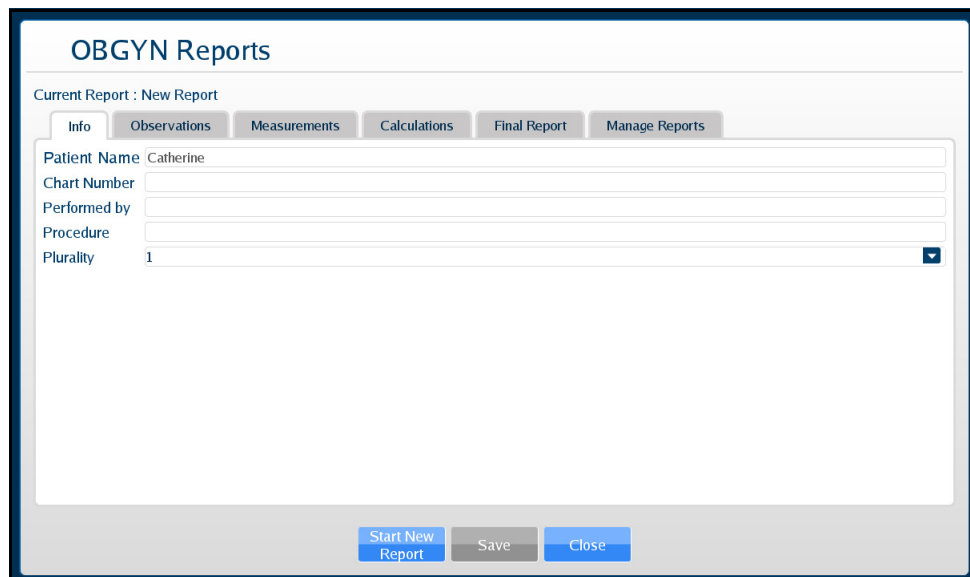 OBGYN Reports
Current Report : New Report
Info Observations Measurements Calculations Final Report Manage Reports
Patient Name Catherine
Chart Number
Performed by
Procedure
Plurality 1
Start New
Report
Save
Close